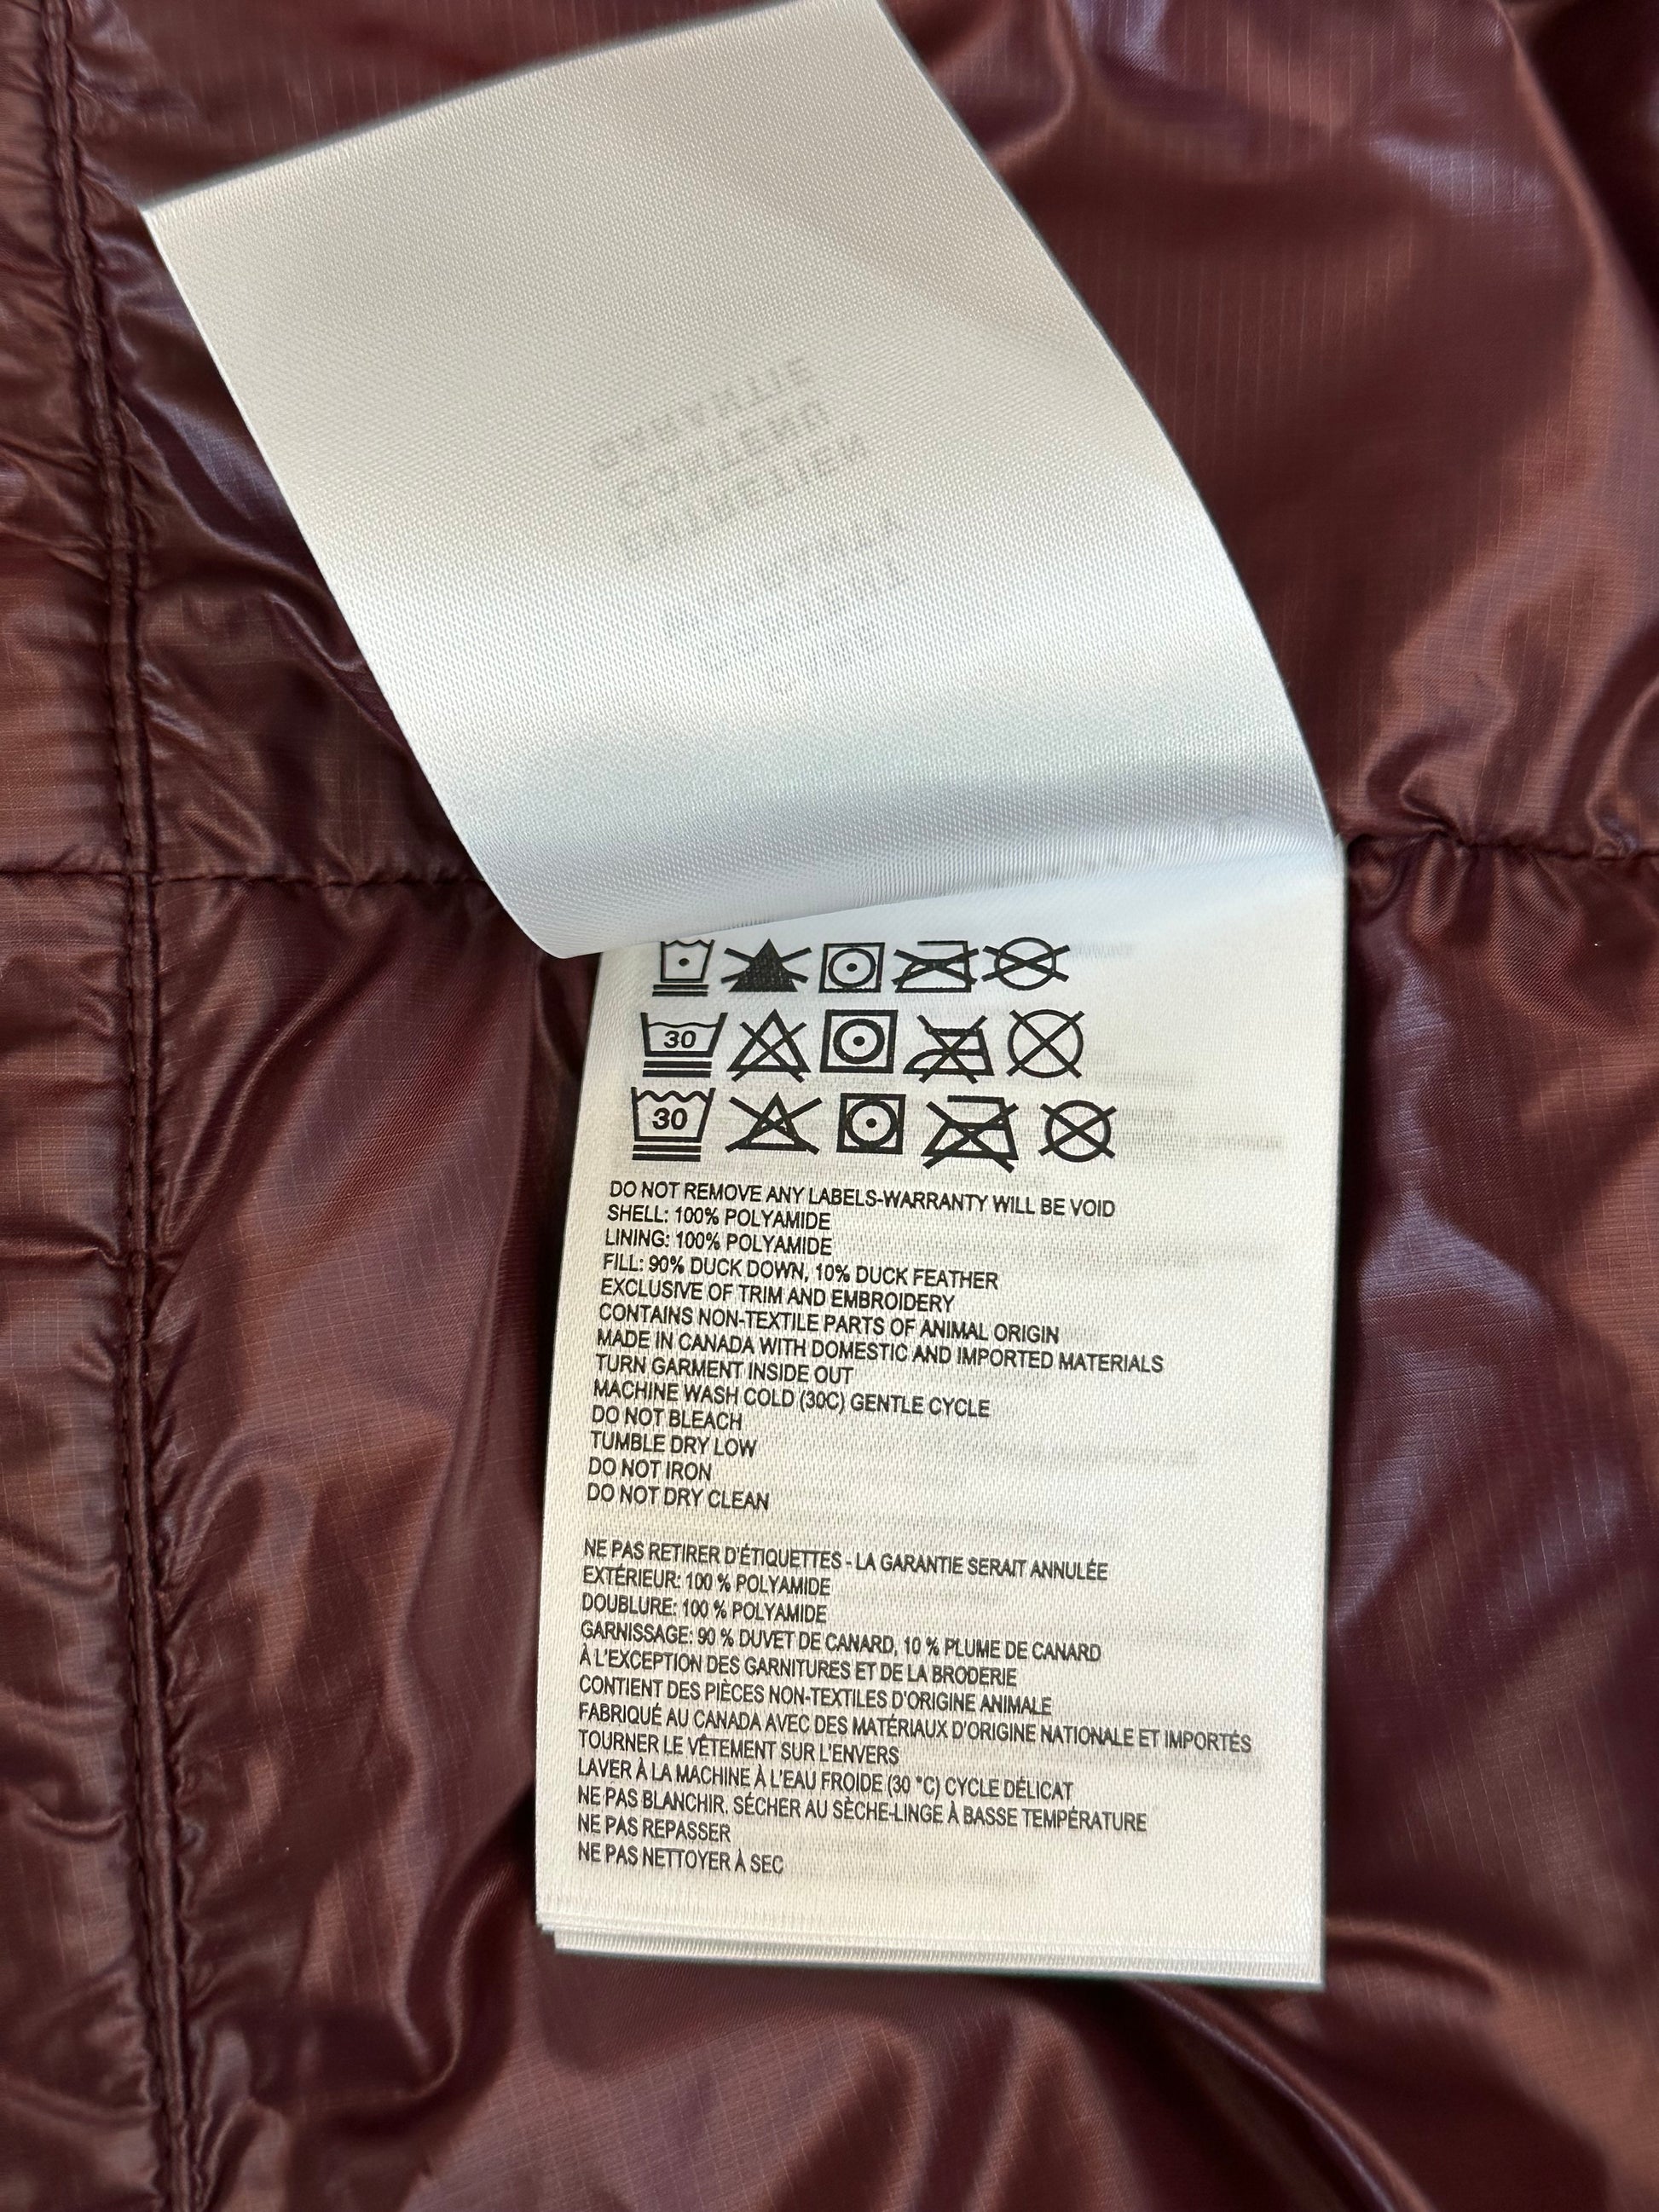 30
30
DO NOT REMOVE ANY LABELS-WARRANTY WILL BE VOID
SHELL: 100% POLYAMIDE
LINING: 100% POLYAMIDE
FILL: 90% DUCK DOWN, 10% DUCK FEATHER
EXCLUSIVE OF TRIM AND EMBROIDERY
CONTAINS NON-TEXTILE PARTS OF ANIMAL ORIGIN
MADE IN CANADA WITH DOMESTIC AND IMPORTED MATERIALS
TURN GARMENT INSIDE OUT
MACHINE WASH COLD (30C) GENTLE CYCLE
DO NOT BLEACH
TUMBLE DRY LOW
DO NOT IRON
DO NOT DRY CLEAN
NE PAS RETIRER D'ÉTIQUETTES - LA GARANTIE SERAIT ANNULÉE
EXTÉRIEUR: 100 % POLYAMIDE
DOUBLURE: 100 % POLYAMIDE
GARNISSAGE: 90 % DUVET DE CANARD, 10 % PLUME DE CANARD
À L'EXCEPTION DES GARNITURES ET DE LA BRODERIE
CONTIENT DES PIÈCES NON-TEXTILES D'ORIGINE ANIMALE
FABRIQUÉ AU CANADA AVEC DES MATÉRIAUX D'ORIGINE NATIONALE ET IMPORTÉS
TOURNER LE VÊTEMENT SUR L'ENVERS
LAVER À LA MACHINE À L'EAU FROIDE (30 °C) CYCLE DÉLICAT
NE PAS BLANCHIR. SÉCHER AU SÈCHE-LINGE À BASSE TEMPÉRATURE
NE PAS REPASSER
NE PAS NETTOYER À SEC